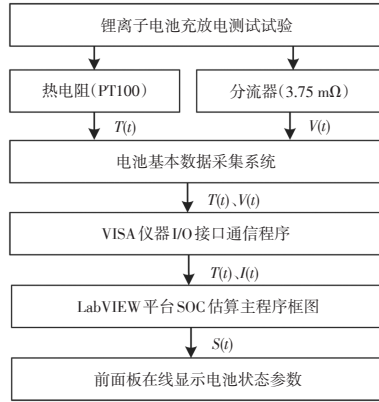 锂离子电池充放电测试试验
热电阻(PT100)
分流器(3.75 mΩ)
T(t)
V(t)
电池基本数据采集系统
T(t)、V(t)
VISA仪器I/O接口通信程序
T(t)、I(t)
LabVIEW平台SOC估算主程序框图
S(t)
前面板在线显示电池状态参数